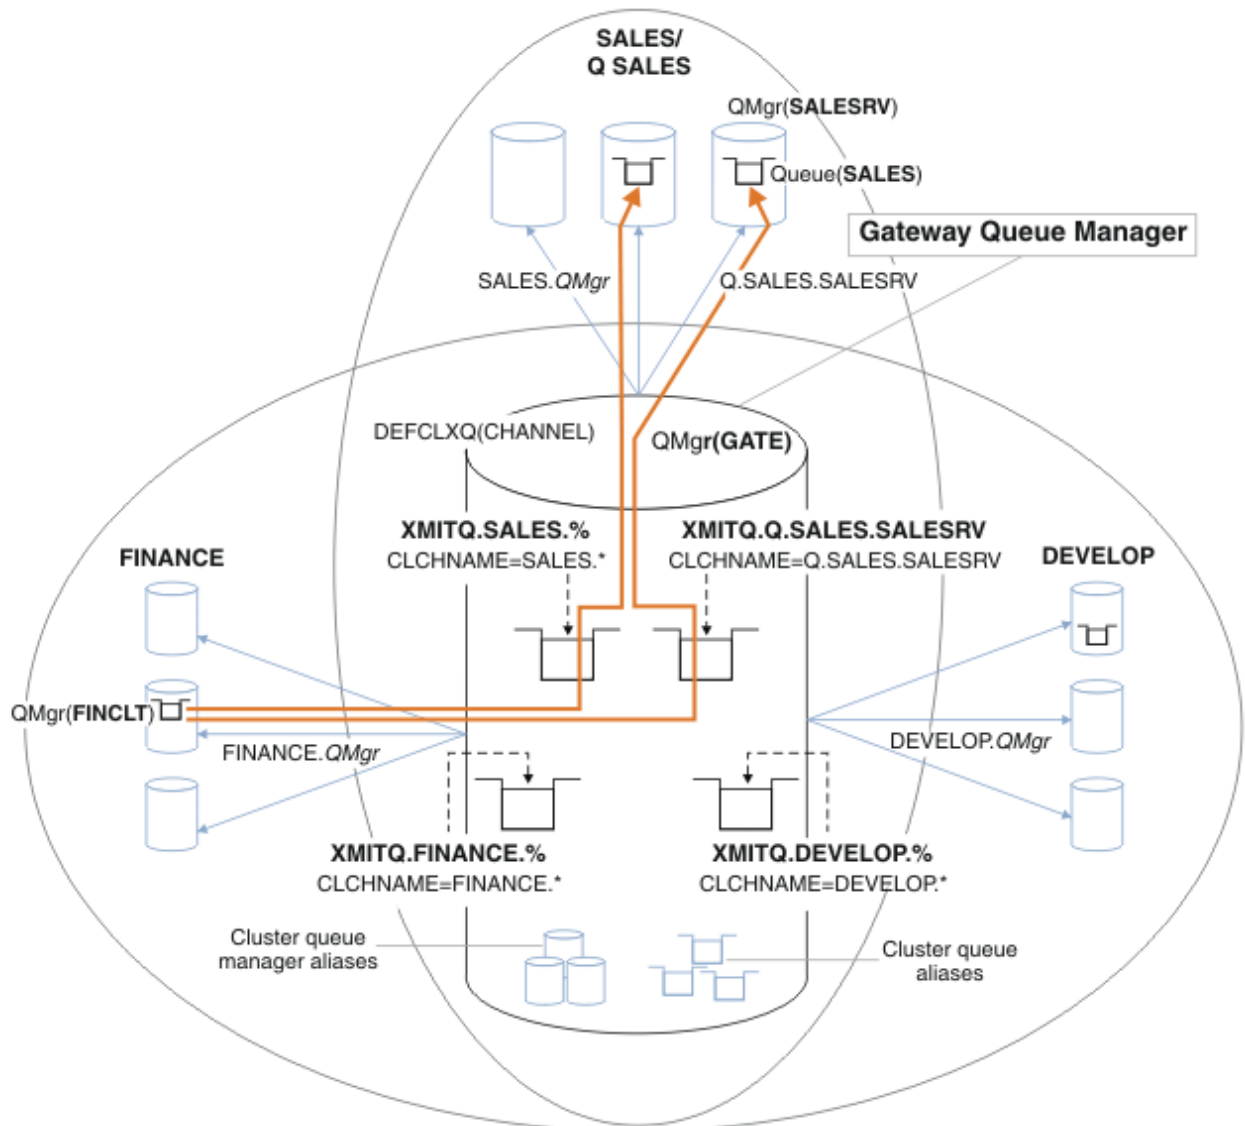 SALES/
Q SALES
QMgr(SALESRV)
Queue(SALES)
Gateway Queue Manager
SALES.QMgr
Q.SALES.SALESRV
DEFCLXQ(CHANNEL)
QMgr(GATE)
XMITQ.SALES.%
CLCHNAME=SALES.*
XMITQ.Q.SALES.SALESRV
CLCHNAME=Q.SALES.SALESRV
FINANCE
DEVELOP
QMgr(FINCLT)
FINANCE.QMgr
DEVELOP.QMgr
XMITQ.FINANCE.%
CLCHNAME=FINANCE.*
XMITQ.DEVELOP.%
CLCHNAME=DEVELOP.*
Cluster queue
manager aliases
Cluster queue
aliases